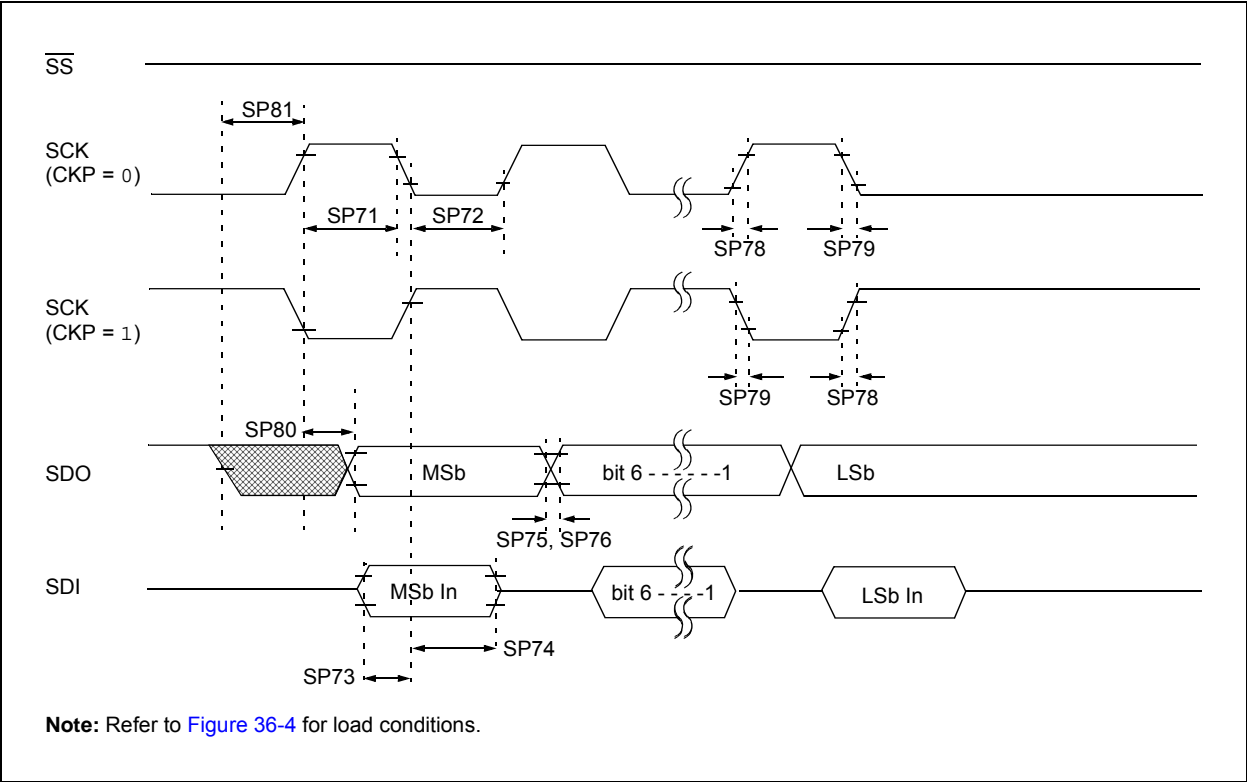 SS
SP81
SCK
(CKP = 0)
SP71
SP72
SP78
SP79
SCK
(CKP = 1)
SP79
SP78
SP80
SDO
MSb
bit 6 - - - - - -1
LSb
SP75, SP76
SDI
MSb In
bit 6 - - - -1
LSb In
SP74
SP73
Note: Refer to Figure 36-4 for load conditions.